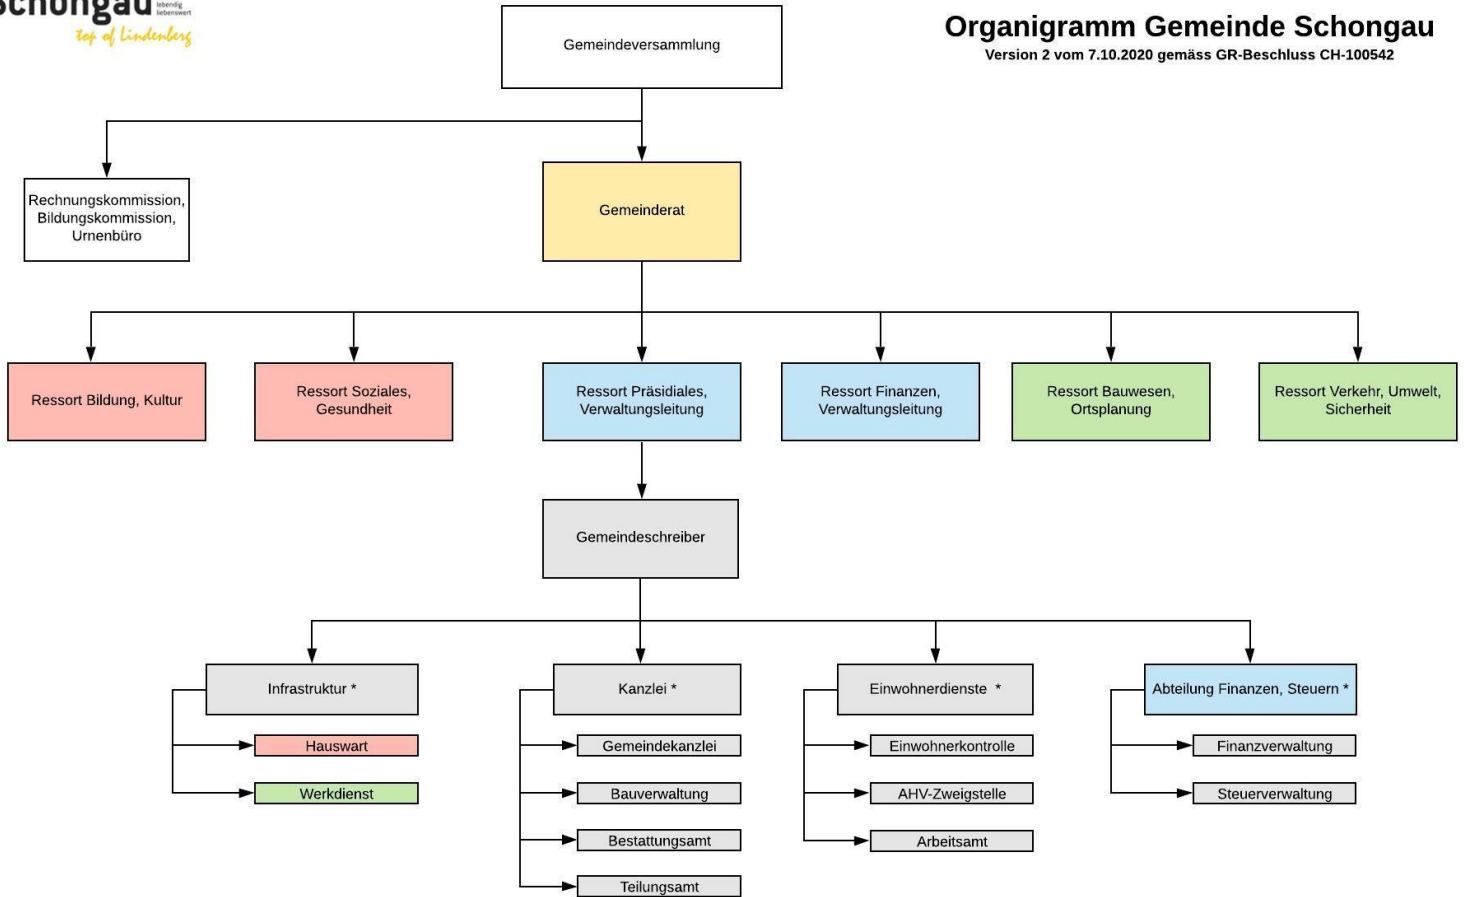 Schongau
lebendig
liebenswert
top of Lindenberg
Organigramm Gemeinde Schongau
Version 2 vom 7.10.2020 gemäss GR-Beschluss CH-100542
Gemeindeversammlung
Rechnungskommission,
Bildungskommission,
Urnenbüro
Gemeinderat
Ressort Bildung, Kultur
Ressort Soziales,
Gesundheit
Ressort Präsidiales,
Verwaltungsleitung
Ressort Finanzen,
Verwaltungsleitung
Ressort Bauwesen,
Ortsplanung
Ressort Verkehr, Umwelt,
Sicherheit
Gemeindeschreiber
Infrastruktur *
Hauswart
Werkdienst
Kanzlei *
Gemeindekanzlei
Bauverwaltung
Bestattungsamt
Teilungsamt
Einwohnerdienste *
Einwohnerkontrolle
AHV-Zweigstelle
Arbeitsamt
Abteilung Finanzen, Steuern *
Finanzverwaltung
Steuerverwaltung